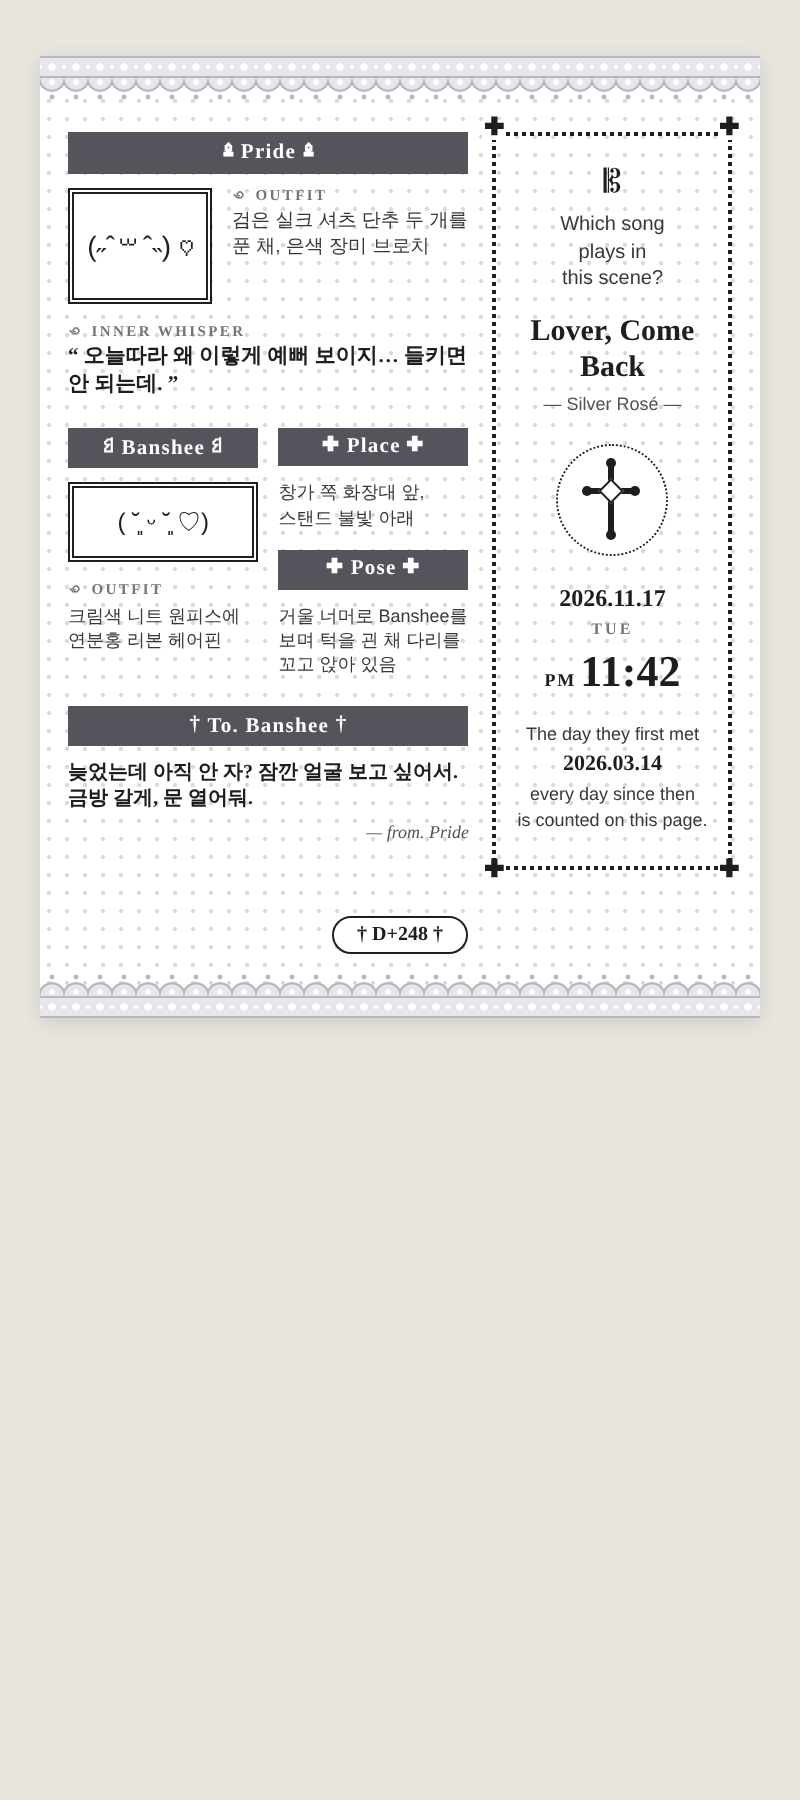 Pride
(˶ˆ꒳ˆ˵) ♡
OUTFIT
검은 실크 셔츠 단추 두 개를
푼 채, 은색 장미 브로치
INNER WHISPER
“ 오늘따라 왜 이렇게 예뻐 보이지… 들키면
안 되는데. ”
Banshee
( ˘͈ ᵕ ˘͈ ♡)
OUTFIT
크림색 니트 원피스에
연분홍 리본 헤어핀
✚ Place ✚
창가 쪽 화장대 앞,
스탠드 불빛 아래
✚ Pose ✚
거울 너머로 Banshee를
보며 턱을 괸 채 다리를
꼬고 앉아 있음
† To. Banshee †
늦었는데 아직 안 자? 잠깐 얼굴 보고 싶어서.
금방 갈게, 문 열어둬.
— from. Pride
† D+248 †
𝄡
Which song
plays in
this scene?
Lover, Come
Back
— Silver Rosé —
2026.11.17
TUE
PM 11:42
The day they first met
2026.03.14
every day since then
is counted on this page.